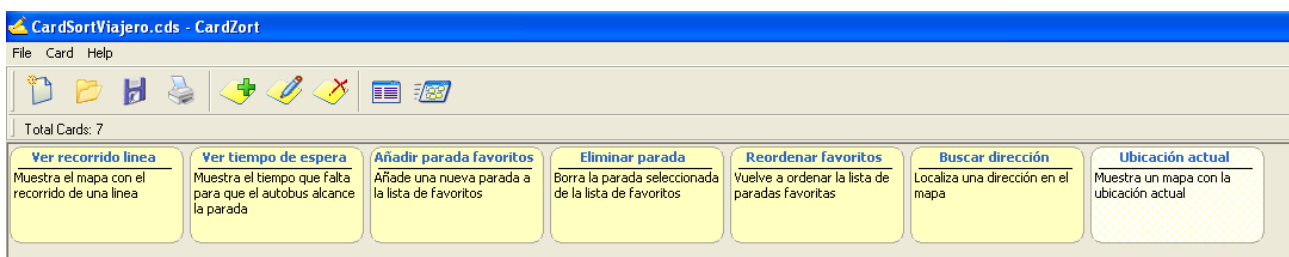 CardSortViajero.cds - CardZort
File Card Help
Total Cards: 7
Ver recorrido linea
Muestra el mapa con el
recorrido de una linea
Ver tiempo de espera
Muestra el tiempo que falta
para que el autobus alcance
la parada
Añadir parada favoritos
Añade una nueva parada a
la lista de favoritos
Eliminar parada
Borra la parada seleccionada
de la lista de favoritos
Reordenar favoritos
Vuelve a ordenar la lista de
paradas favoritas
Buscar dirección
Localiza una dirección en el
mapa
Ubicación actual
Muestra un mapa con la
ubicación actual